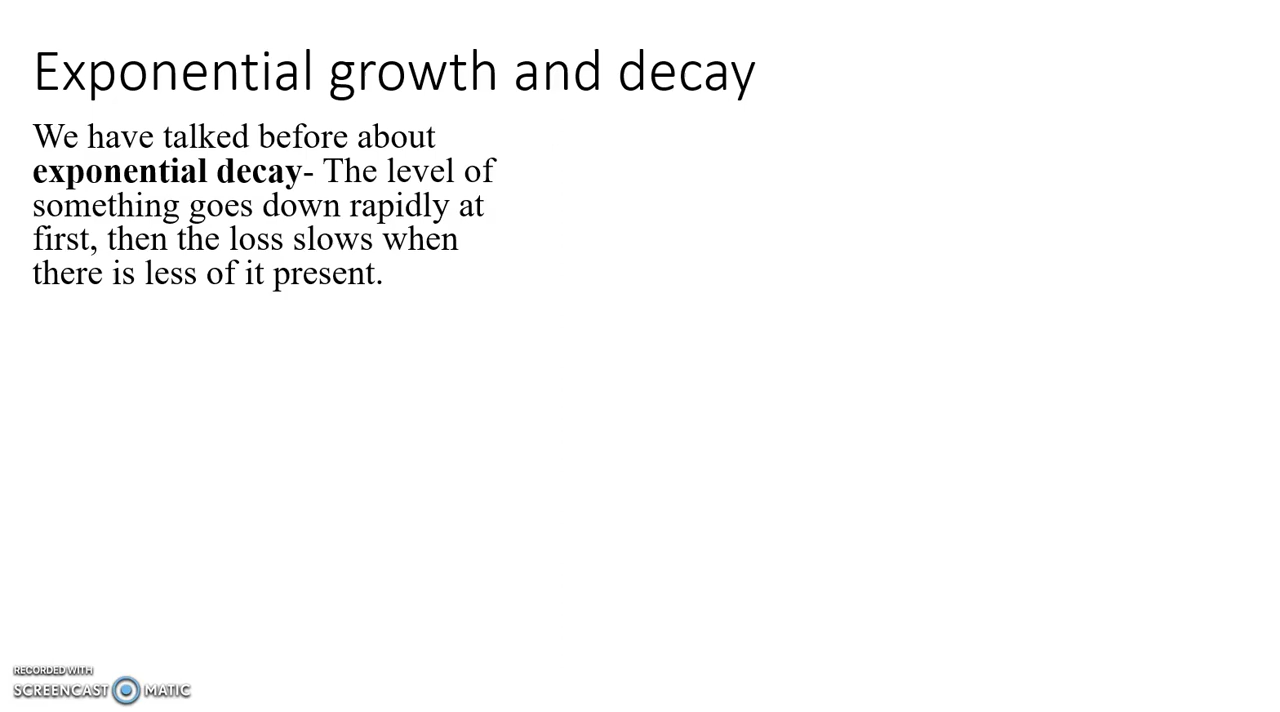 Exponential growth and decay
We have talked before about
exponential decay- The level of
something goes down rapidly at
first, then the loss slows when
there is less of it present.
RECORDED WITH
SCREENCAST MATIC